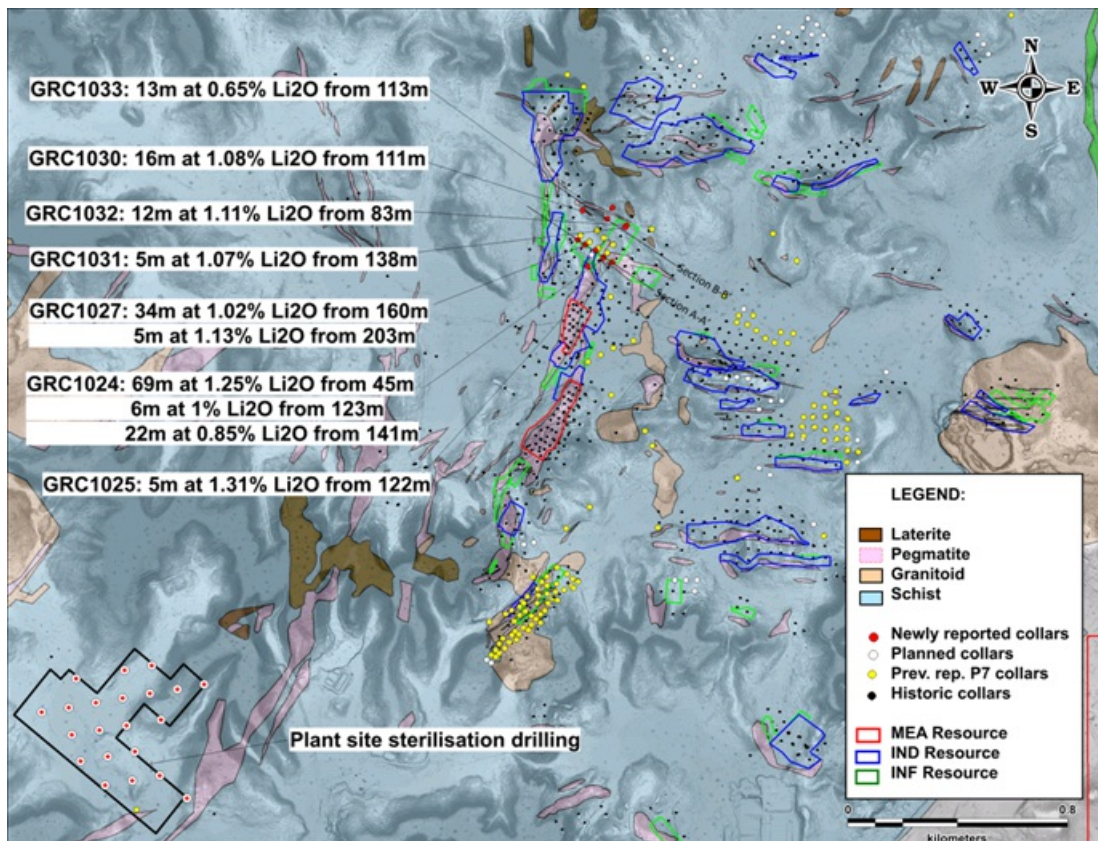 N
W E
S
GRC1033: 13m at 0.65% Li2O from 113m
GRC1030: 16m at 1.08% Li2O from 111m
GRC1032: 12m at 1.11% Li2O from 83m
GRC1031: 5m at 1.07% Li2O from 138m
GRC1027: 34m at 1.02% Li2O from 160m
5m at 1.13% Li2O from 203m
GRC1024: 69m at 1.25% Li2O from 45m
6m at 1% Li2O from 123m
22m at 0.85% Li2O from 141m
GRC1025: 5m at 1.31% Li2O from 122m
Section B-B'
Section A-A'
Plant site sterilisation drilling
LEGEND:
Laterite
Pegmatite
Granitoid
Schist
Newly reported collars
Planned collars
Prev. rep. P7 collars
Historic collars
MEA Resource
IND Resource
INF Resource
0 0.8
kilometers